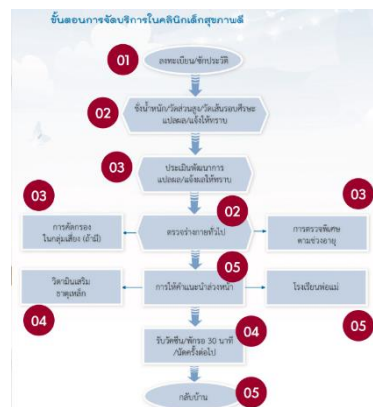 ขั้นตอนการจัดบริการในคลินิกเด็กสุขภาพดี
01
ลงทะเบียน/ซักประวัติ
02
ชั่งน้ำหนัก/วัดส่วนสูง/วัดเส้นรอบศีรษะ
แปลผล/แจ้งให้ทราบ
03
ประเมินพัฒนาการ
แปลผล/แจ้งผลให้ทราบ
03
การคัดกรอง
ในกลุ่มเสี่ยง (ถ้ามี)
02
ตรวจร่างกายทั่วไป
03
การตรวจพิเศษ
ตามช่วงอายุ
วิตามินเสริม
ธาตุเหล็ก
04
05
การให้คำแนะนำล่วงหน้า
โรงเรียนพ่อแม่
05
04
รับวัคซีน/พักรอ 30 นาที
/นัดครั้งต่อไป
05
กลับบ้าน